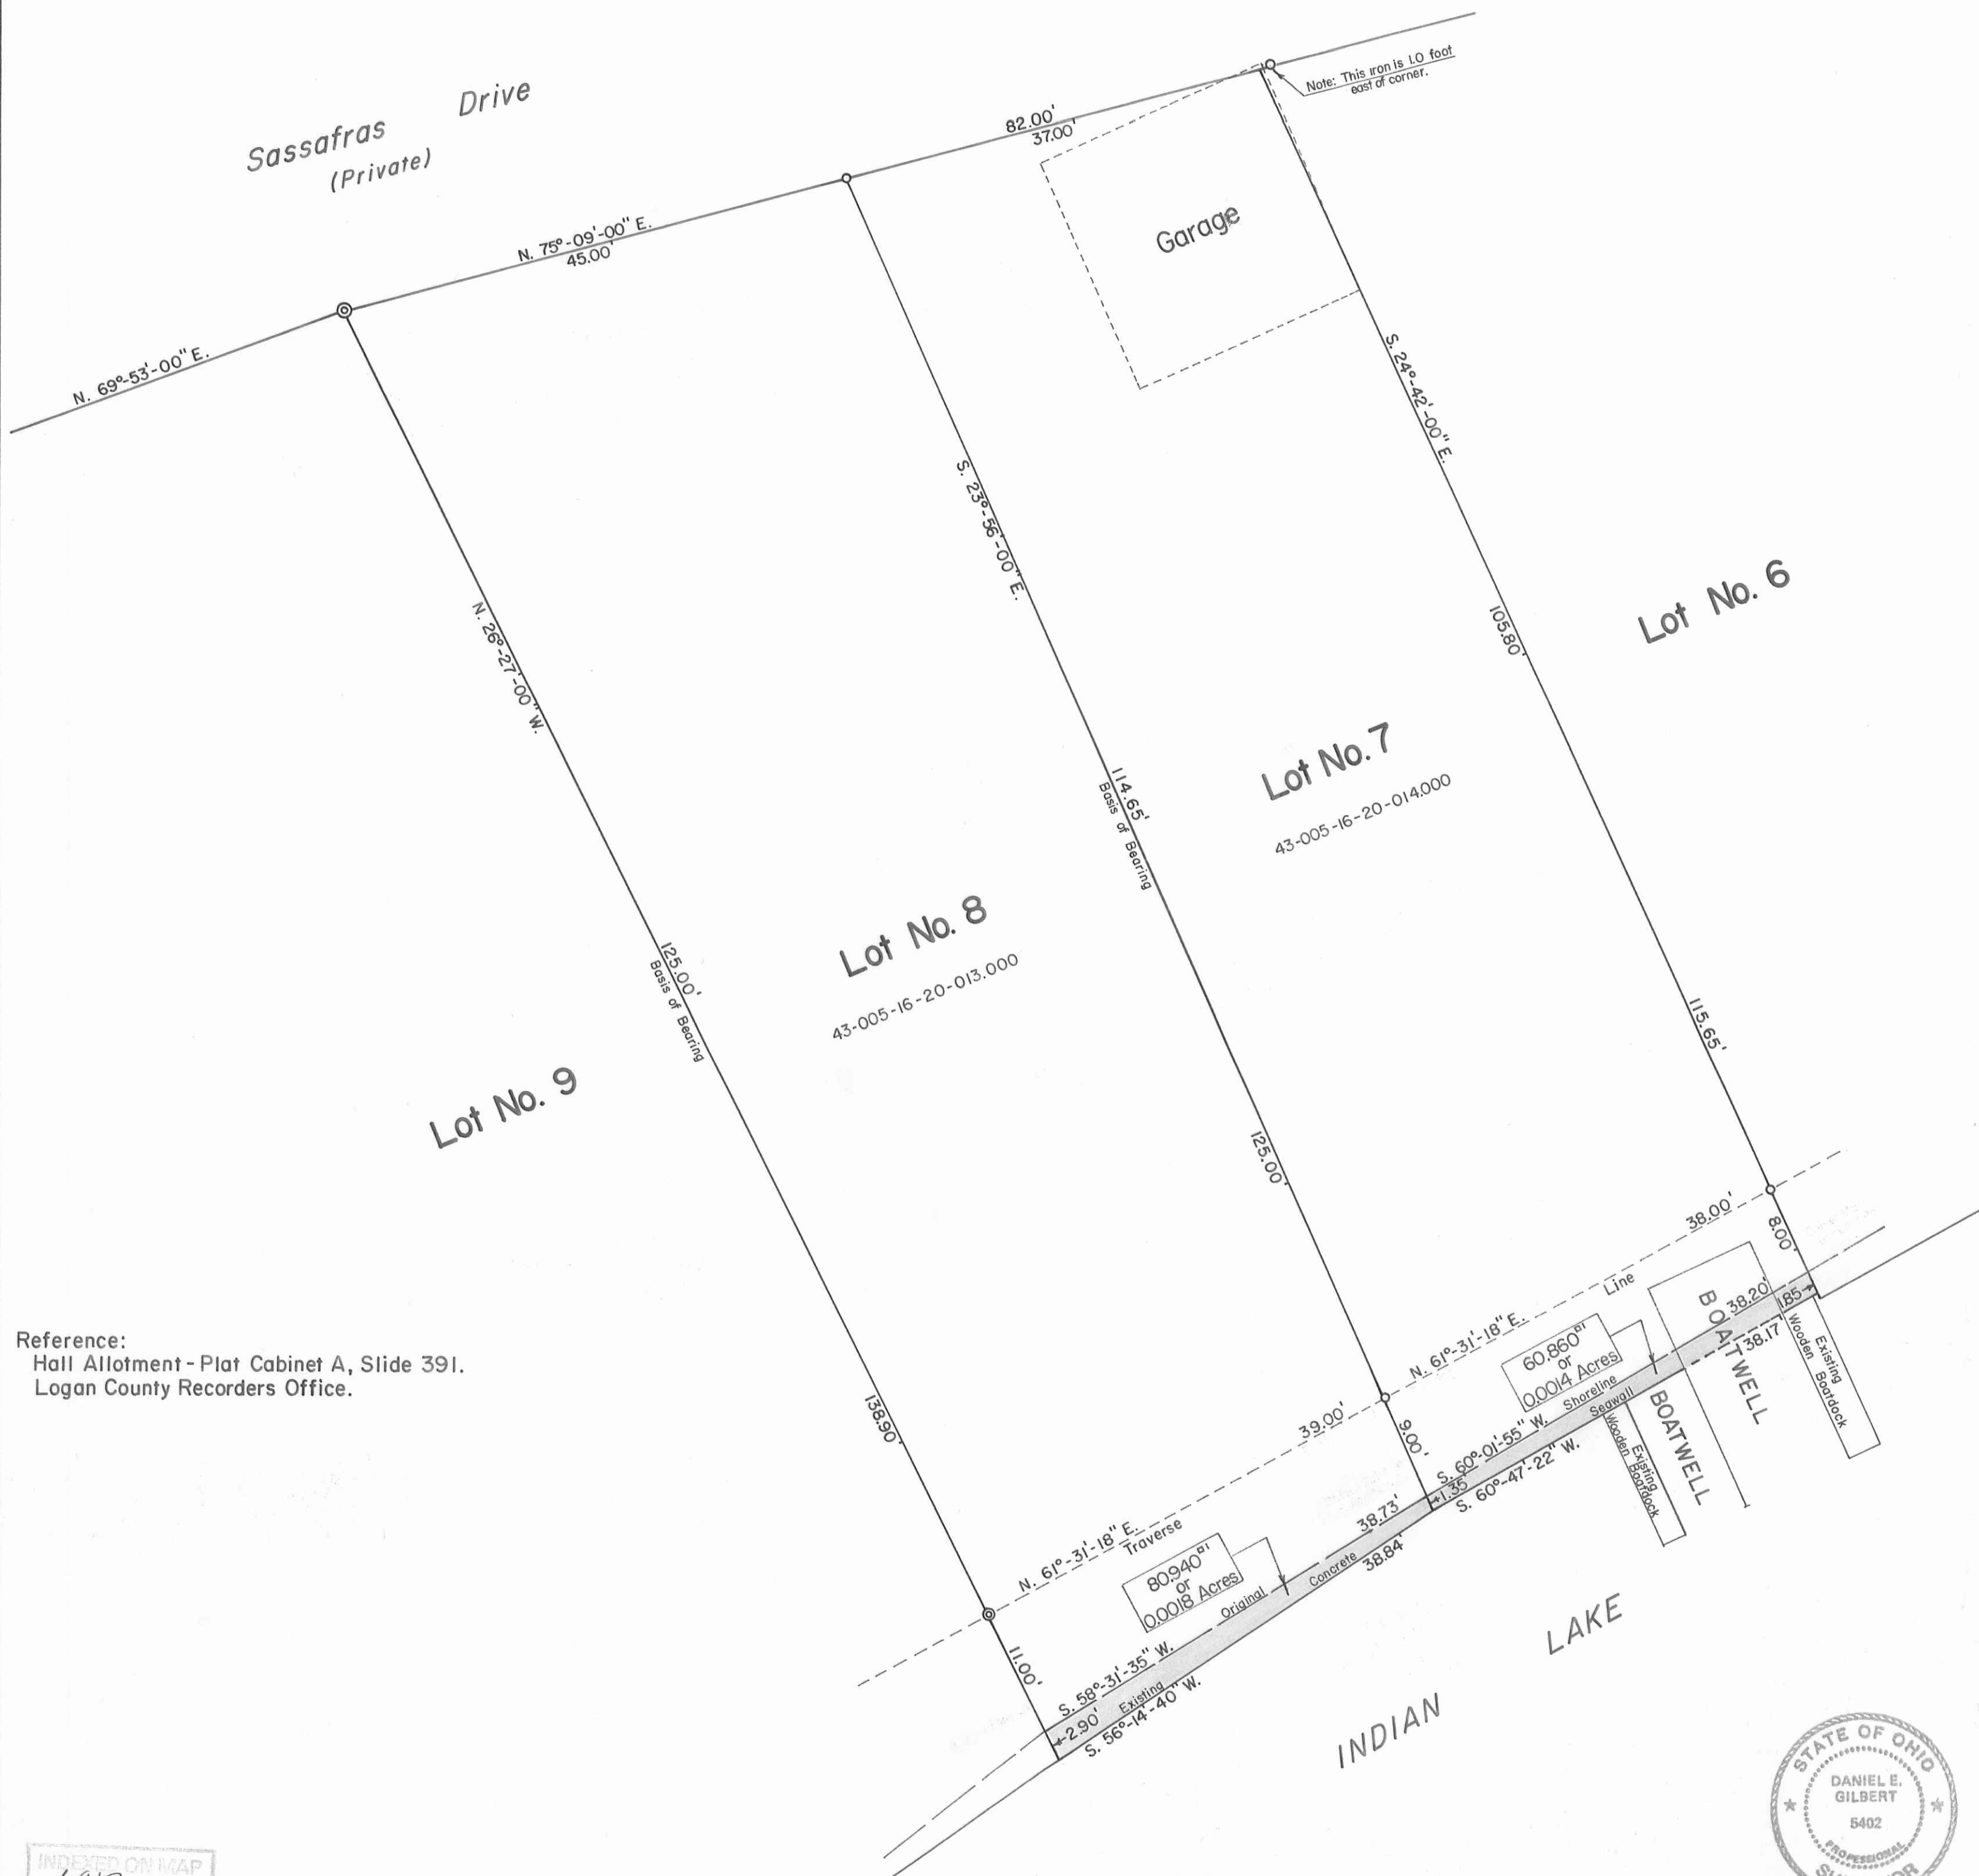 Sassafras Drive
(Private)
Note: This iron is 1.0 foot
east of corner.
82.00'
37.00'
N. 75°-09'-00" E.
45.00'
N. 69°-53'-00" E.
Garage
S. 24°-42'-00" E.
S. 23°-56'-00" E.
N. 26°-27'-00" W.
105.80'
Lot No. 6
Lot No. 7
43-005-16-20-014.000
114.65'
Basis of Bearing
Lot No. 8
43-005-16-20-013.000
125.00'
Basis of Bearing
Lot No. 9
115.65'
125.00'
138.90'
38.00'
8.00'
Line
N. 61°-31'-18" E.
38.20'
1.85
38.17'
BOATWELL
Existing
Wooden Boatdock
60.860 ⌑'
or
0.0014 Acres
Shoreline
Seawall
S. 60°-01'-55" W.
S. 60°-47'-22" W.
1.35'
BOATWELL
Existing
Wooden Boatdock
39.00'
9.00'
N. 61°-31'-18" E.
Traverse
38.73'
38.84'
80.940 ⌑'
or
0.0018 Acres
Original
Concrete
11.00'
S. 58°-31'-35" W.
2.90'
Existing
S. 56°-14'-40" W.
INDIAN LAKE
Reference:
Hall Allotment - Plat Cabinet A, Slide 391.
Logan County Recorders Office.
STATE OF OHIO
DANIEL E.
GILBERT
5402
PROFESSIONAL
INDEXED ON MAP